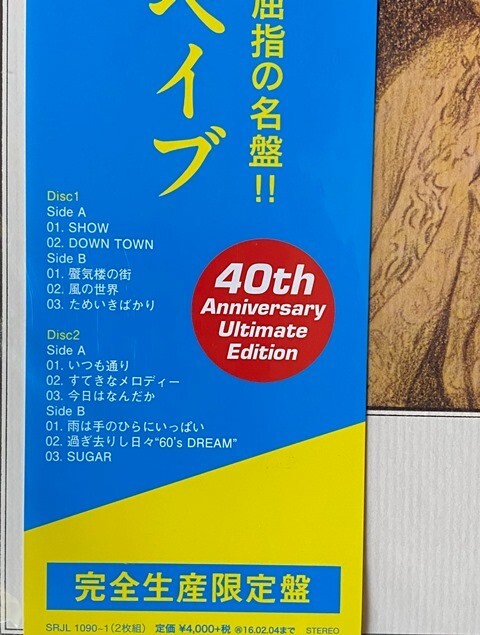 屈指の名盤!!
ペイブ
Disc1
Side A
01. SHOW
02. DOWN TOWN
Side B
01. 蜃気楼の街
02. 風の世界
03. ためいきばかり
Disc2
Side A
01. いつも通り
02. すてきなメロディー
03. 今日はなんだか
Side B
01. 雨は手のひらにいっぱい
02. 過ぎ去りし日々“60's DREAM”
03. SUGAR
40th
Anniversary
Ultimate
Edition
完全生産限定盤
SRJL 1090~1(2枚組) 定価 ¥4,000+税 ㊟16.02.04まで STEREO